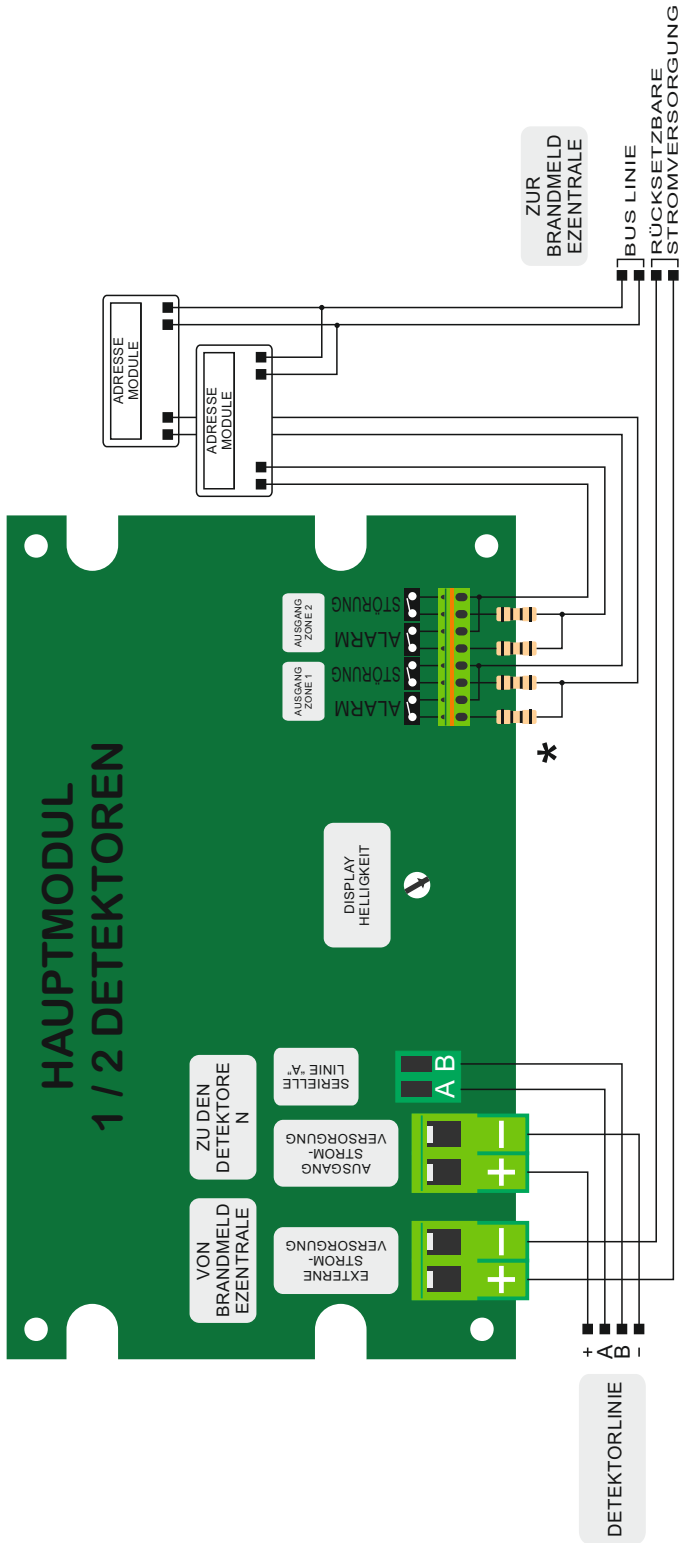 HAUPTMODUL
1 / 2 DETEKTOREN
VON
BRANDMELD
EZENTRALE
ZU DEN
DETEKTORE
N
EXTERNE
STROM-
VERSORGUNG
AUSGANG
STROM-
VERSORGUNG
SERIELLE
LINIE "A"
+
−
+
−
A
B
DISPLAY
HELLIGKEIT
AUSGANG
ZONE 1
AUSGANG
ZONE 2
ALARM
STÖRUNG
ALARM
STÖRUNG
*
ADRESSE
MODULE
ADRESSE
MODULE
ZUR
BRANDMELD
EZENTRALE
BUS LINIE
RÜCKSETZBARE
STROMVERSORGUNG
DETEKTORLINIE
+
A
B
-